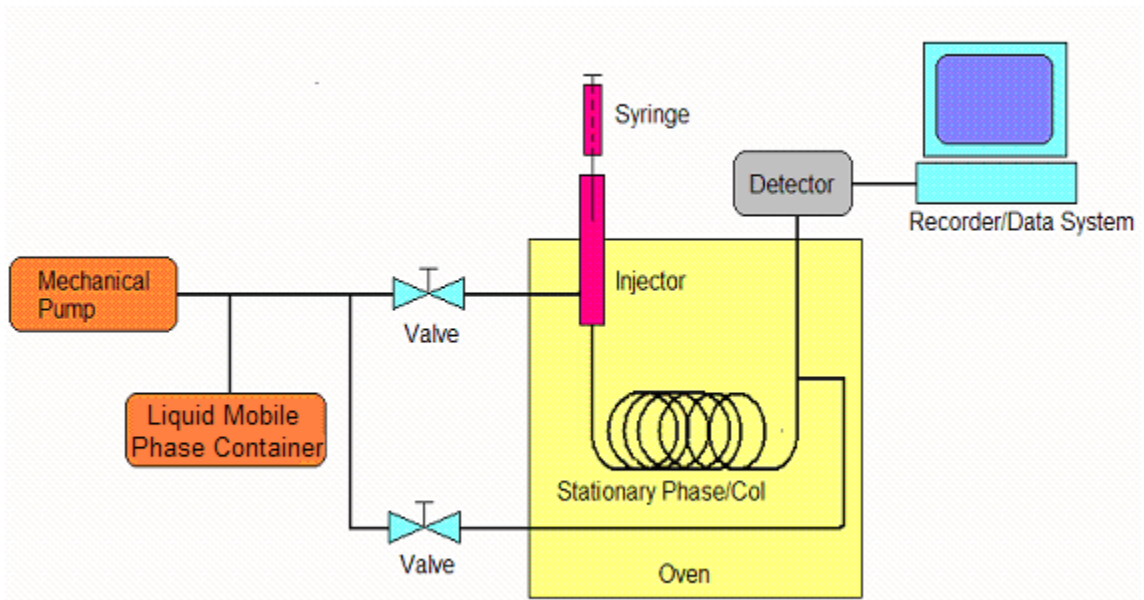 Syringe
Detector
Recorder/Data System
Mechanical
Pump
Injector
Valve
Liquid Mobile
Phase Container
Stationary Phase/Col
Valve
Oven